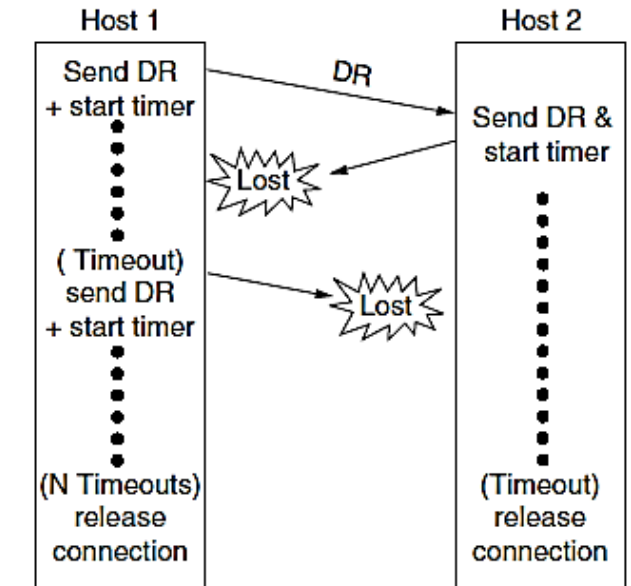 Host 1
Host 2
Send DR
+ start timer
DR
Send DR &
start timer
Lost
( Timeout)
send DR
+ start timer
Lost
(N Timeouts)
release
connection
(Timeout)
release
connection